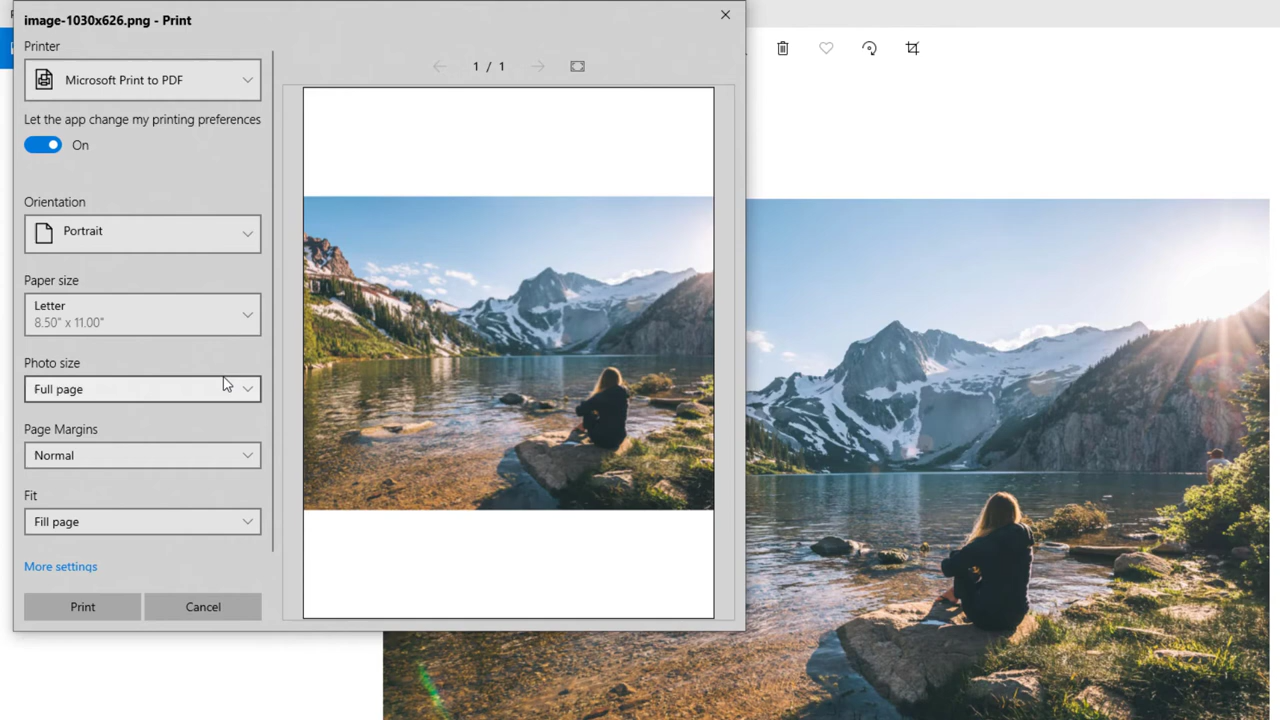 image-1030x626.png - Print
Printer
Microsoft Print to PDF
Let the app change my printing preferences
On
Orientation
Portrait
Paper size
Letter
8.50" x 11.00"
Photo size
Full page
Page Margins
Normal
Fit
Fill page
More settings
Print
Cancel
1 / 1